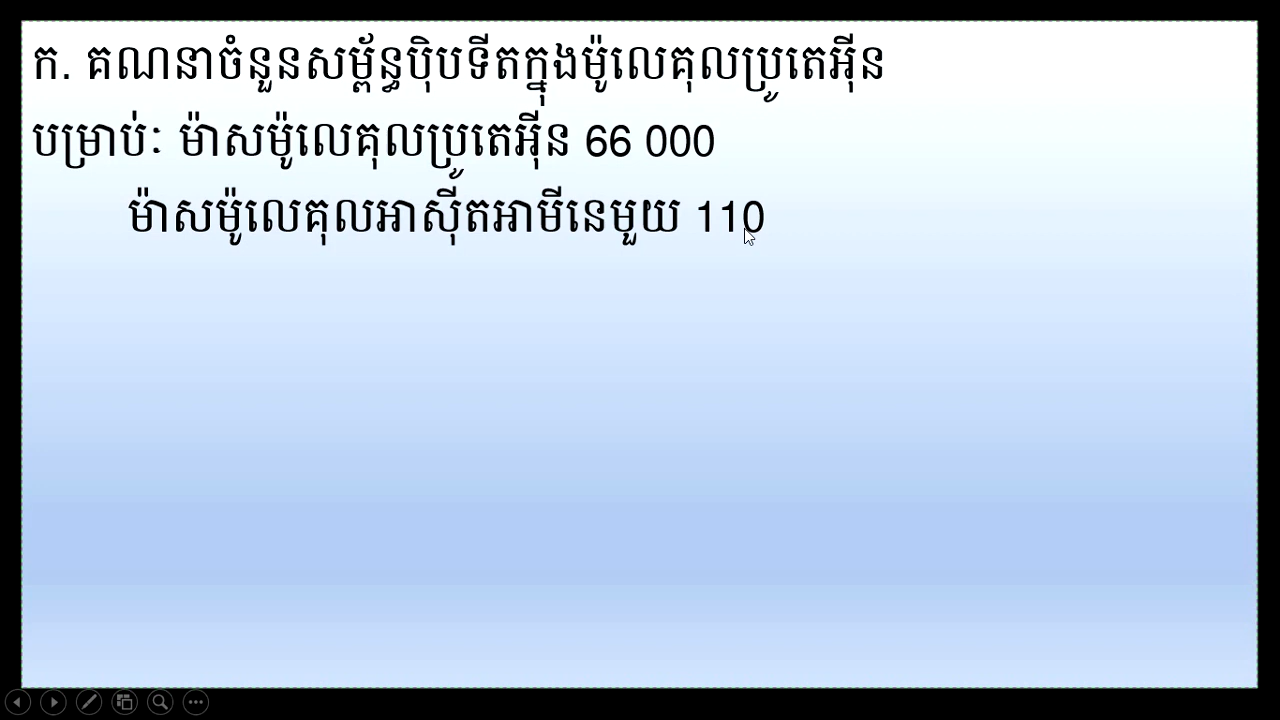 ក. គណនាចំនួនសម្ព័ន្ធប៉ិបទីតក្នុងម៉ូលេគុលប្រូតេអ៊ីន
បម្រាប់: ម៉ាសម៉ូលេគុលប្រូតេអ៊ីន 66 000
ម៉ាសម៉ូលេគុលអាស៊ីតអាមីនេមួយ 110